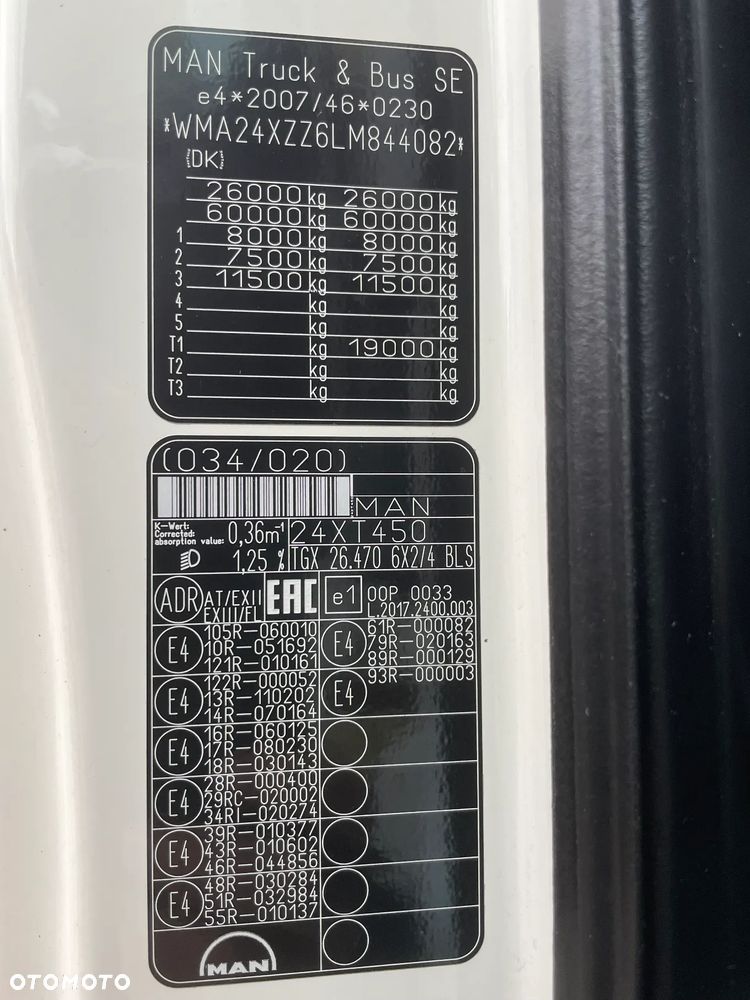 MAN Truck & Bus SE
e4*2007/46*0230
*WMA24XZZ6LM844082*
(DK)
26000 kg 26000 kg
60000 kg 60000 kg
1 8000 kg 8000 kg
2 7500 kg 7500 kg
3 11500 kg 11500 kg
4 kg kg
5 kg kg
T1 kg 19000 kg
T2 kg kg
T3 kg kg
(034/020)
MAN
K-Wert:
Corrected
absorption value: 0,36m⁻¹ 24XT450
1,25 % TGX 26.470 6X2/4 BLS
ADR AT/EXII EAC e1 00P 0033
EXIII/FL L.2017.2400.003
E4 105R-060010 E4 61R-000082
10R-051692 79R-020163
121R-010161 89R-000129
E4 122R-000052 E4 93R-000003
13R-110202
14R-070164
E4 16R-060125
17R-080230
18R-030143
E4 28R-000400
29RC-020002
34RI-020274
E4 39R-010377
43R-010602
46R-044856
E4 48R-030284
51R-032984
55R-010137
MAN
OTOMOTO